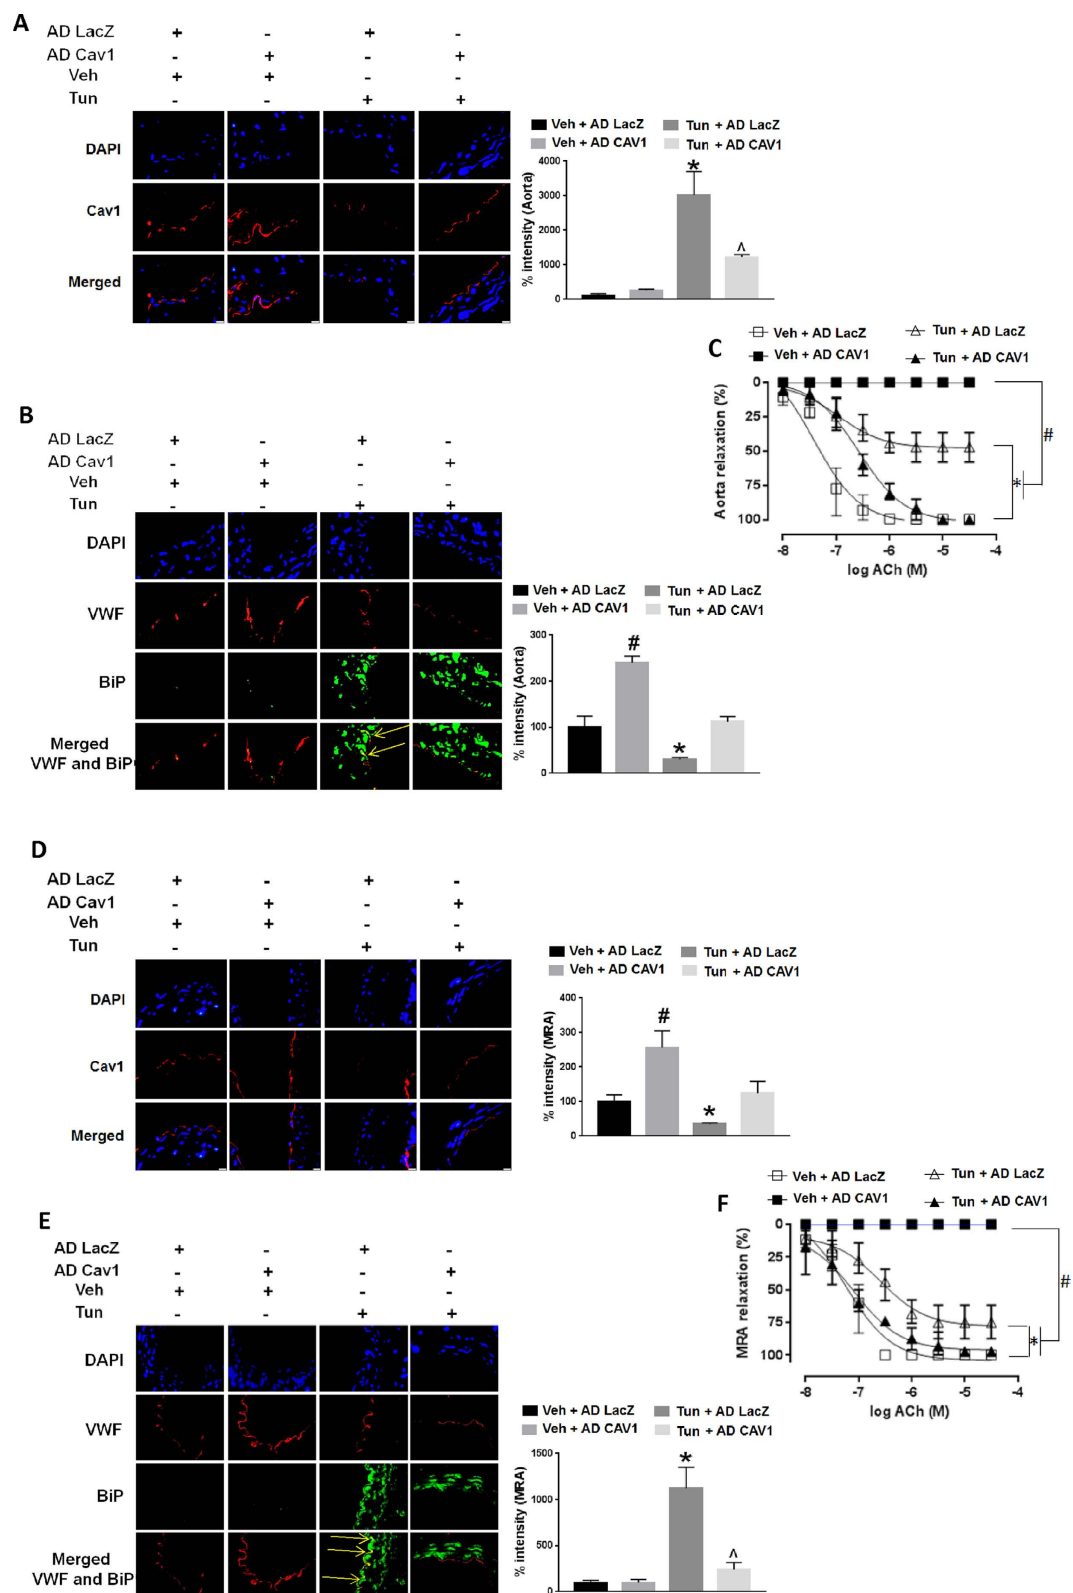 A
AD LacZ + - + -
AD Cav1 - + - +
Veh + + - -
Tun - - + +
DAPI
Cav1
Merged
Veh + AD LacZ Tun + AD LacZ
Veh + AD CAV1 Tun + AD CAV1
% intensity (Aorta)
4000
3000
2000
1000
0
*
^
C
Veh + AD LacZ Tun + AD LacZ
Veh + AD CAV1 Tun + AD CAV1
Aorta relaxation (%)
0
25
50
75
100
-8 -7 -6 -5 -4
log ACh (M)
* #
B
AD LacZ + - + -
AD Cav1 - + - +
Veh + + - -
Tun - - + +
DAPI
VWF
BiP
Merged
VWF and BiP
Veh + AD LacZ Tun + AD LacZ
Veh + AD CAV1 Tun + AD CAV1
% intensity (Aorta)
300
200
100
0
#
*
D
AD LacZ + - + -
AD Cav1 - + - +
Veh + + - -
Tun - - + +
DAPI
Cav1
Merged
Veh + AD LacZ Tun + AD LacZ
Veh + AD CAV1 Tun + AD CAV1
% intensity (MRA)
400
300
200
100
0
#
*
F
Veh + AD LacZ Tun + AD LacZ
Veh + AD CAV1 Tun + AD CAV1
MRA relaxation (%)
0
25
50
75
100
-8 -7 -6 -5 -4
log ACh (M)
* #
E
AD LacZ + - + -
AD Cav1 - + - +
Veh + + - -
Tun - - + +
DAPI
VWF
BiP
Merged
VWF and BiP
Veh + AD LacZ Tun + AD LacZ
Veh + AD CAV1 Tun + AD CAV1
% intensity (MRA)
1500
1000
500
0
*
^